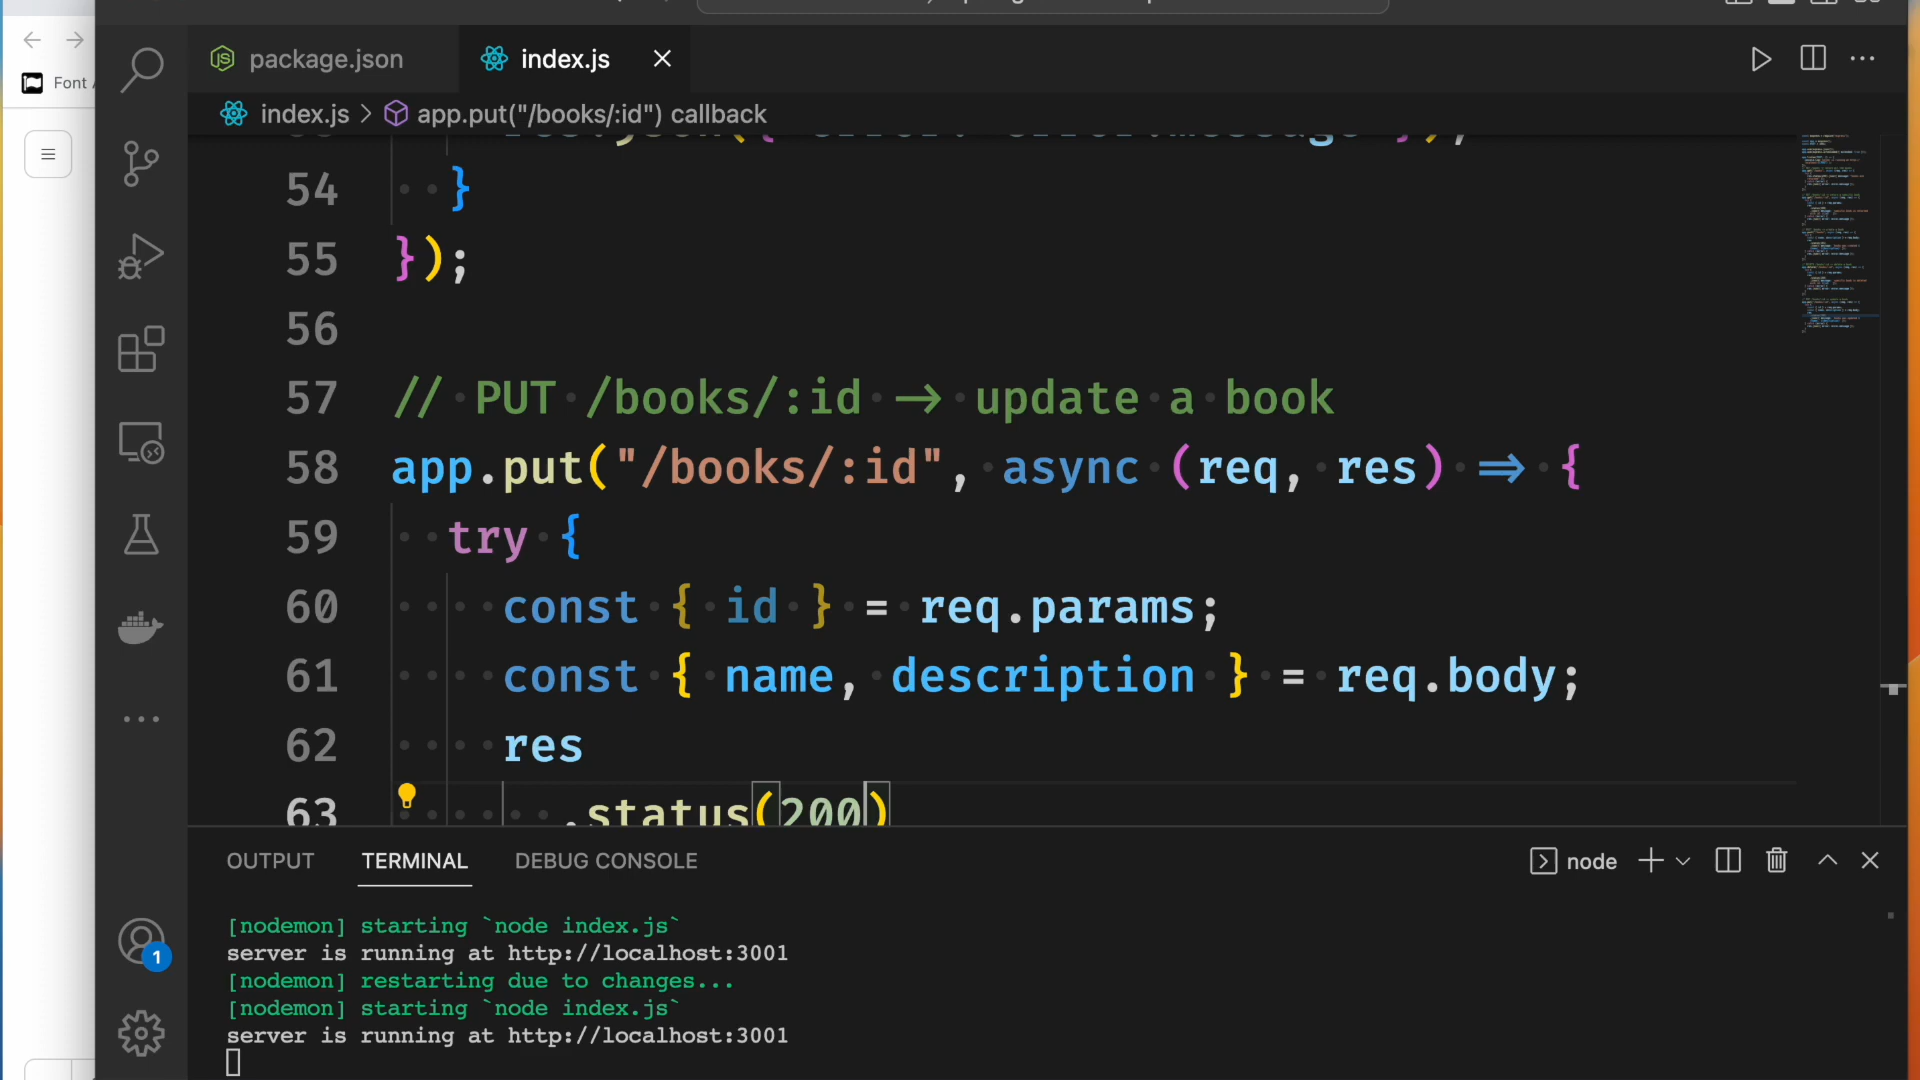 Font
package.json
index.js
index.js > app.put("/books/:id") callback
54 }
55 });
56
57 // PUT /books/:id -> update a book
58 app.put("/books/:id", async (req, res) => {
59 try {
60 const { id } = req.params;
61 const { name, description } = req.body;
62 res
63 .status(200)
OUTPUT TERMINAL DEBUG CONSOLE node
[nodemon] starting `node index.js`
server is running at http://localhost:3001
[nodemon] restarting due to changes...
[nodemon] starting `node index.js`
server is running at http://localhost:3001
1